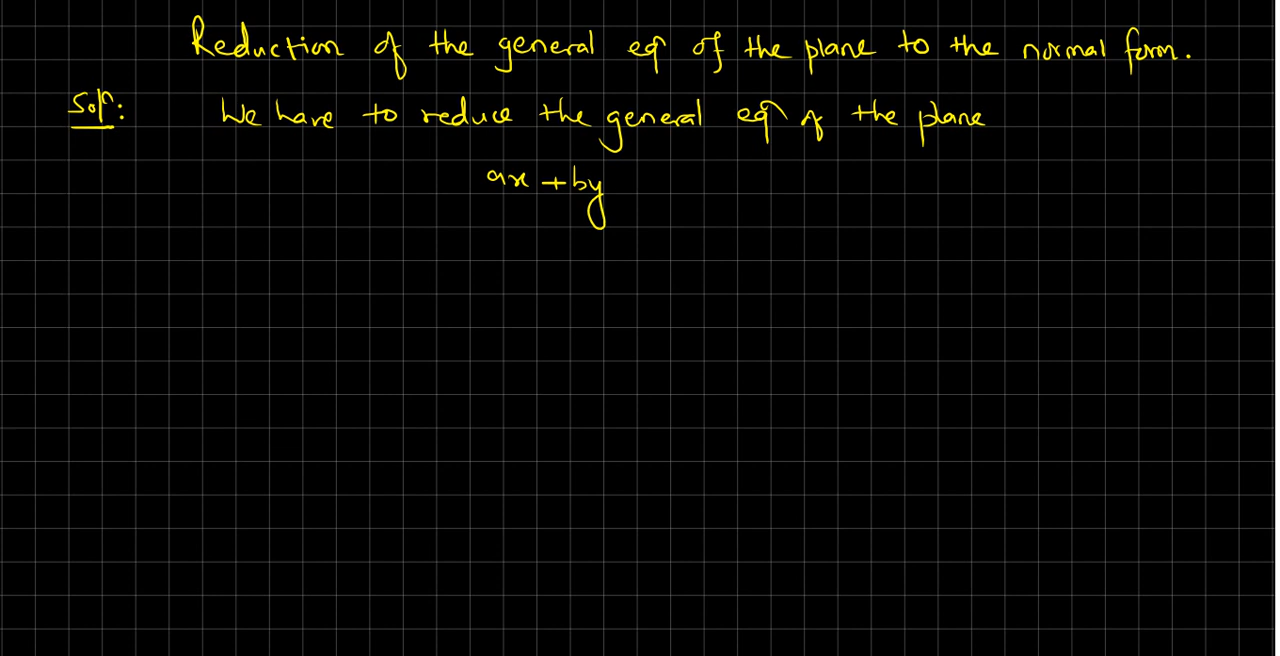 Reduction of the general eqⁿ of the plane to the normal form.
Solⁿ: We have to reduce the general eqⁿ of the plane
ax + by